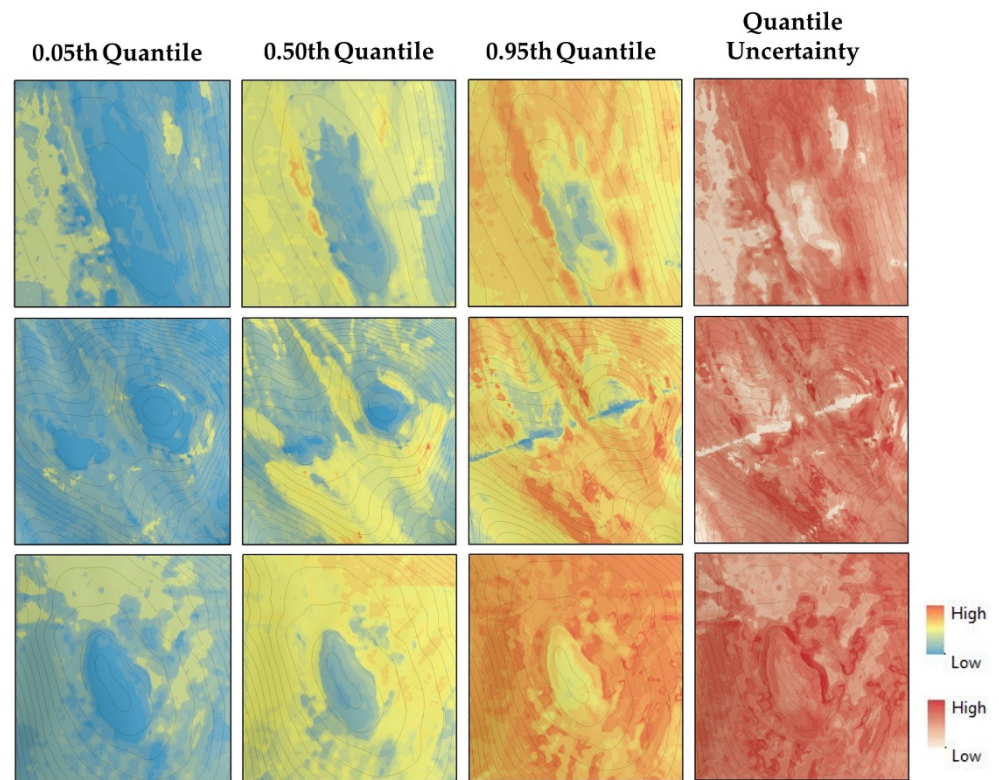 0.05th Quantile
0.50th Quantile
0.95th Quantile
Quantile
Uncertainty
High
Low
High
Low